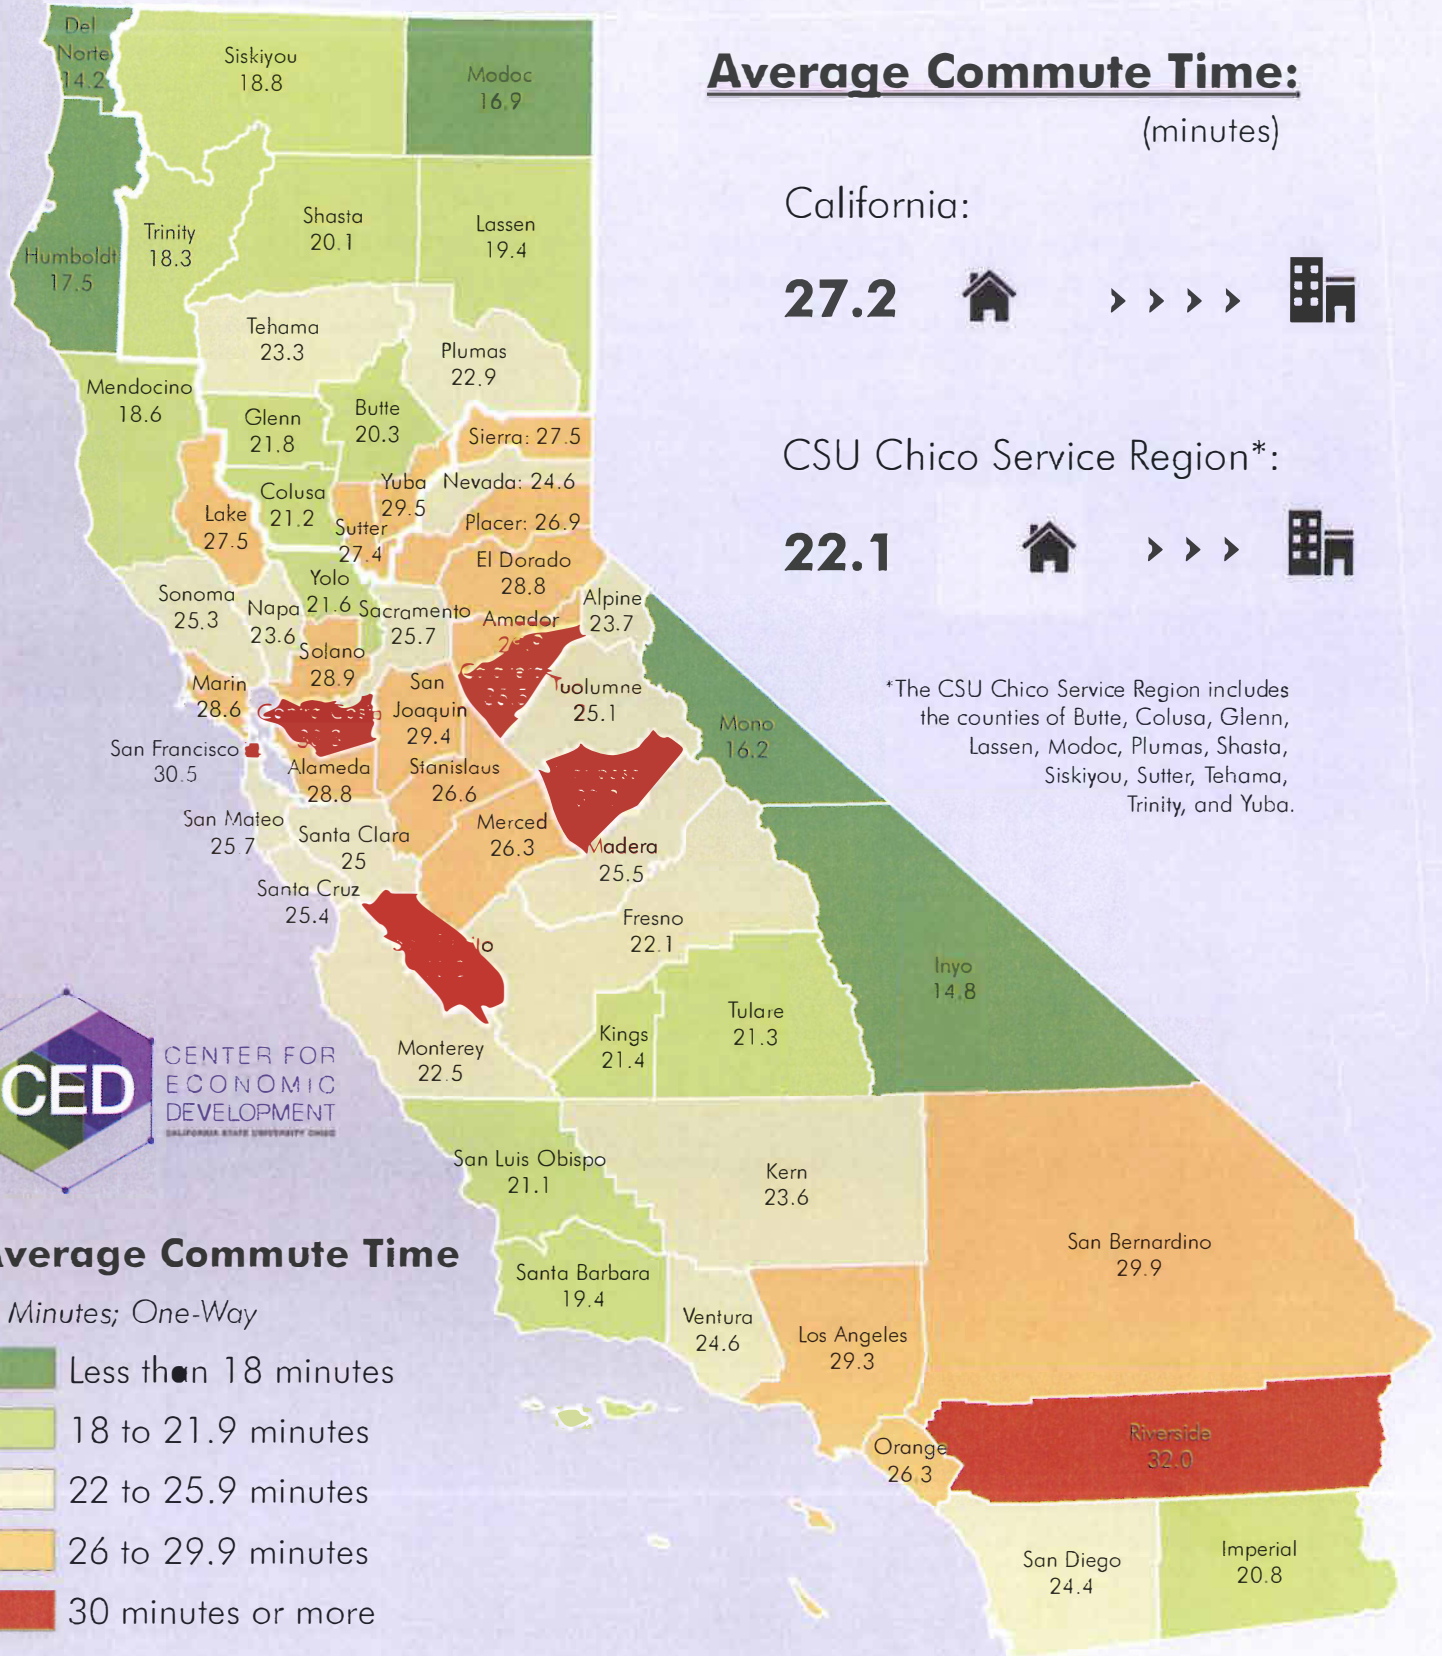 Average Commute Time:
(minutes)
California:
27.2
CSU Chico Service Region*:
22.1
*The CSU Chico Service Region includes
the counties of Butte, Colusa, Glenn,
Lassen, Modoc, Plumas, Shasta,
Siskiyou, Sutter, Tehama,
Trinity, and Yuba.
Del
Norte
14.2
Siskiyou
18.8
Modoc
16.9
Humboldt
17.5
Trinity
18.3
Shasta
20.1
Lassen
19.4
Tehama
23.3
Plumas
22.9
Mendocino
18.6
Glenn
21.8
Butte
20.3
Sierra: 27.5
Nevada: 24.6
Placer: 26.9
Yuba
29.5
Colusa
21.2
Sutter
27.4
Lake
27.5
El Dorado
28.8
Yolo
21.6
Sonoma
25.3
Napa
23.6
Sacramento
25.7
Alpine
23.7
Amador
Solano
28.9
Marin
28.6
San
Joaquin
29.4
Tuolumne
25.1
Mono
16.2
San Francisco
30.5
Alameda
28.8
Stanislaus
26.6
San Mateo
25.7
Santa Clara
25
Merced
26.3
Madera
25.5
Santa Cruz
25.4
Fresno
22.1
Inyo
14.8
Monterey
22.5
Kings
21.4
Tulare
21.3
San Luis Obispo
21.1
Kern
23.6
San Bernardino
29.9
Santa Barbara
19.4
Ventura
24.6
Los Angeles
29.3
Orange
26.3
Riverside
32.0
San Diego
24.4
Imperial
20.8
CED
CENTER FOR
ECONOMIC
DEVELOPMENT
CALIFORNIA STATE UNIVERSITY CHICO
Average Commute Time
Minutes; One-Way
Less than 18 minutes
18 to 21.9 minutes
22 to 25.9 minutes
26 to 29.9 minutes
30 minutes or more